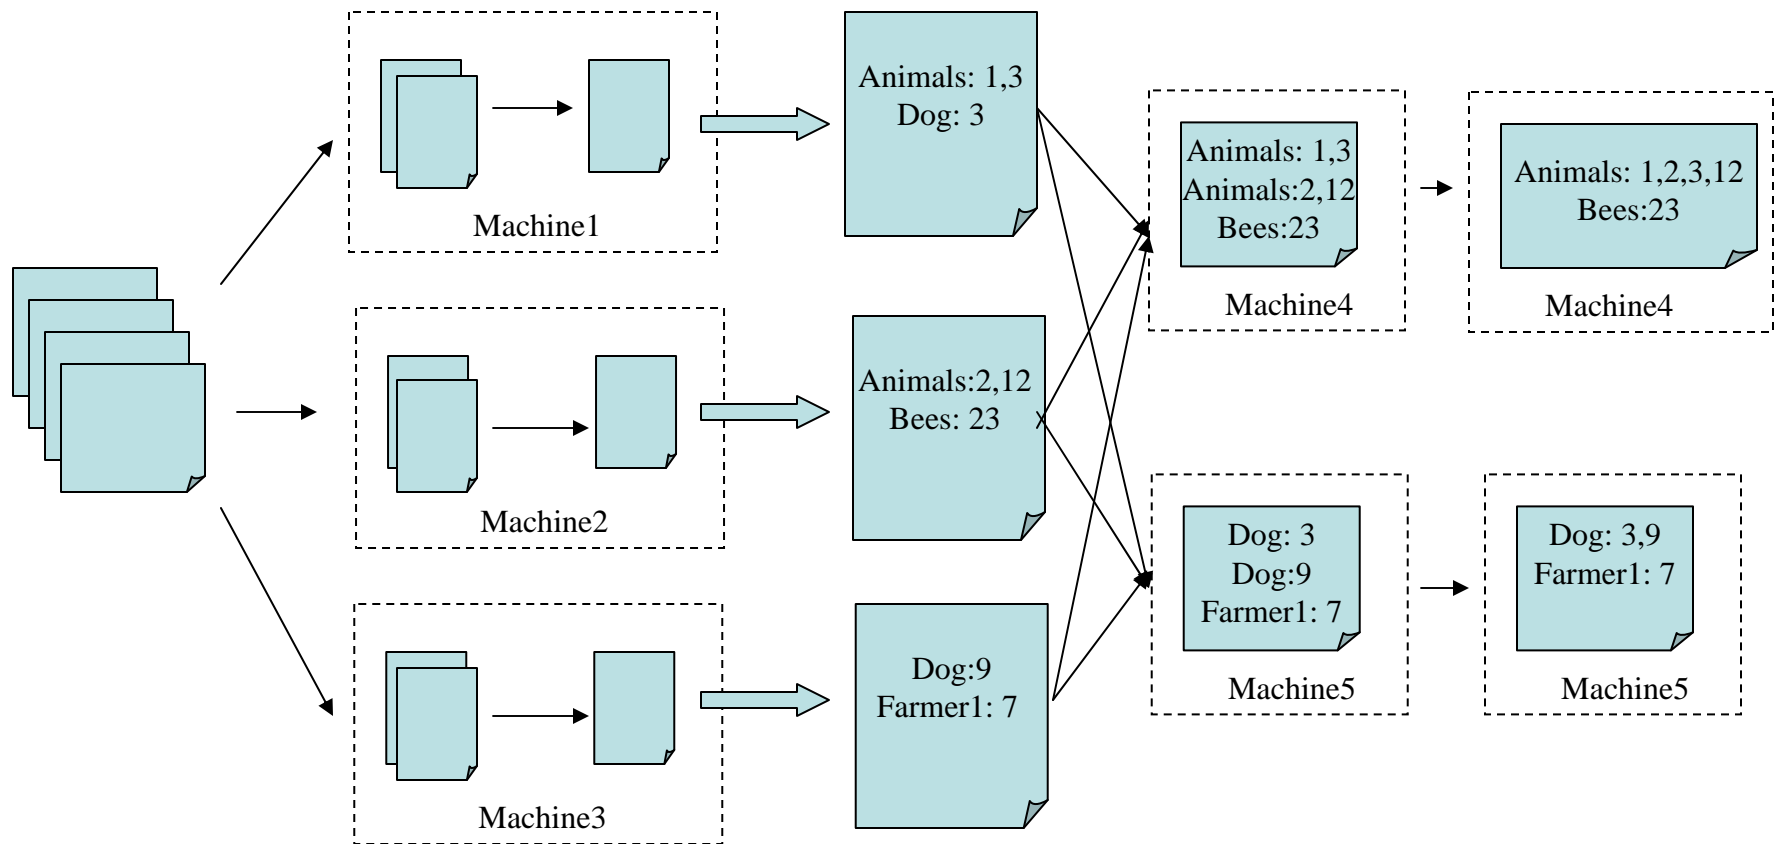 Machine1
Machine2
Machine3
Animals: 1,3
Dog: 3
Animals:2,12
Bees: 23
Dog:9
Farmer1: 7
Animals: 1,3
Animals:2,12
Bees:23
Machine4
Dog: 3
Dog:9
Farmer1: 7
Machine5
Animals: 1,2,3,12
Bees:23
Machine4
Dog: 3,9
Farmer1: 7
Machine5